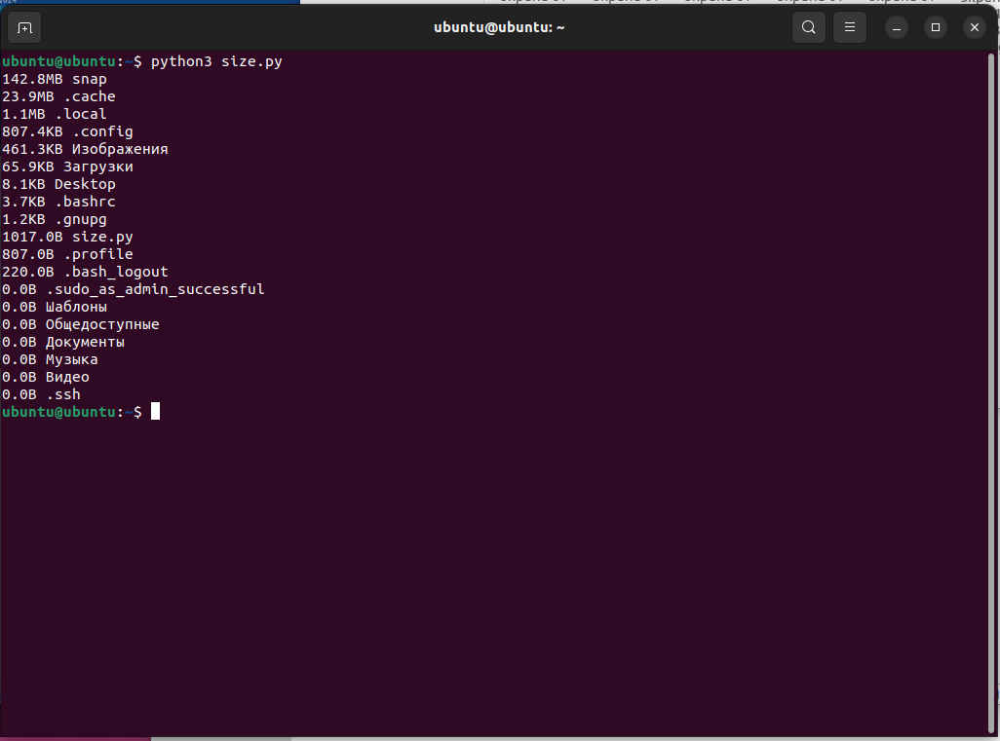 ubuntu@ubuntu: ~
ubuntu@ubuntu:~$ python3 size.py
142.8MB snap
23.9MB .cache
1.1MB .local
807.4KB .config
461.3KB Изображения
65.9KB Загрузки
8.1KB Desktop
3.7KB .bashrc
1.2KB .gnupg
1017.0B size.py
807.0B .profile
220.0B .bash_logout
0.0B .sudo_as_admin_successful
0.0B Шаблоны
0.0B Общедоступные
0.0B Документы
0.0B Музыка
0.0B Видео
0.0B .ssh
ubuntu@ubuntu:~$